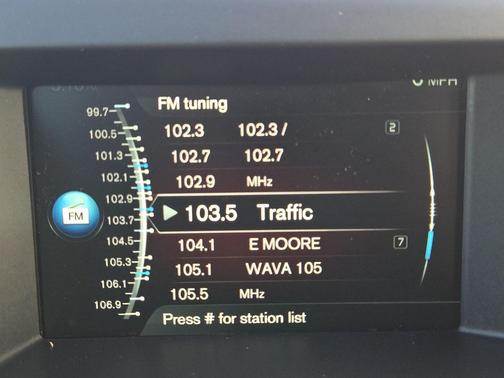 MPH
FM tuning
99.7
102.3 102.3 / 2
100.5
102.7 102.7
101.3
102.1
102.9 MHz
102.9
FM
103.5 Traffic
103.7
104.5
104.1 E MOORE 7
105.3
105.1 WAVA 105
106.1
105.5 MHz
106.9
Press # for station list